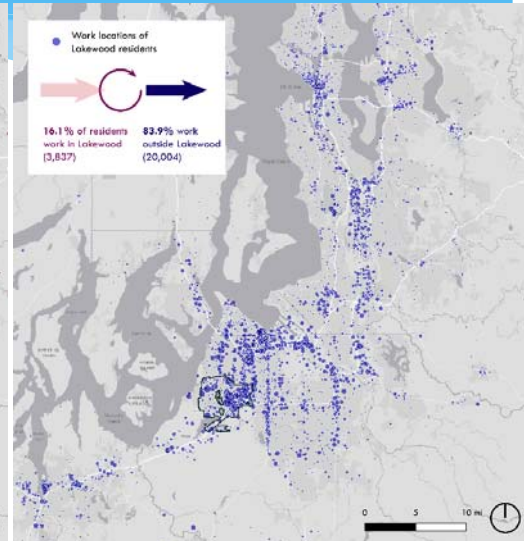 Work locations of
Lakewood residents
16.1% of residents
work in Lakewood
(3,837)
83.9% work
outside Lakewood
(20,004)
0 5 10 mi